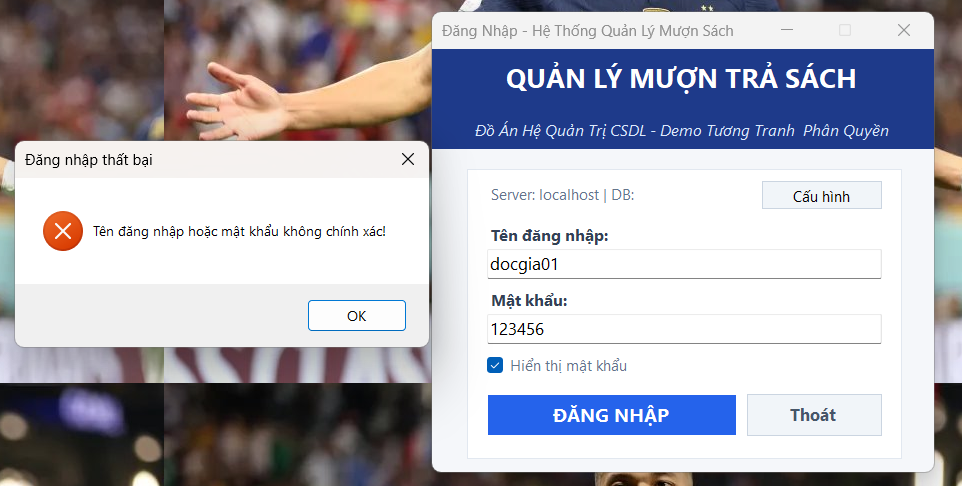 Đăng Nhập - Hệ Thống Quản Lý Mượn Sách
QUẢN LÝ MƯỢN TRẢ SÁCH
Đồ Án Hệ Quản Trị CSDL - Demo Tương Tranh Phân Quyền
Đăng nhập thất bại
Tên đăng nhập hoặc mật khẩu không chính xác!
OK
Server: localhost | DB:
Cấu hình
Tên đăng nhập:
docgia01
Mật khẩu:
123456
Hiển thị mật khẩu
ĐĂNG NHẬP
Thoát